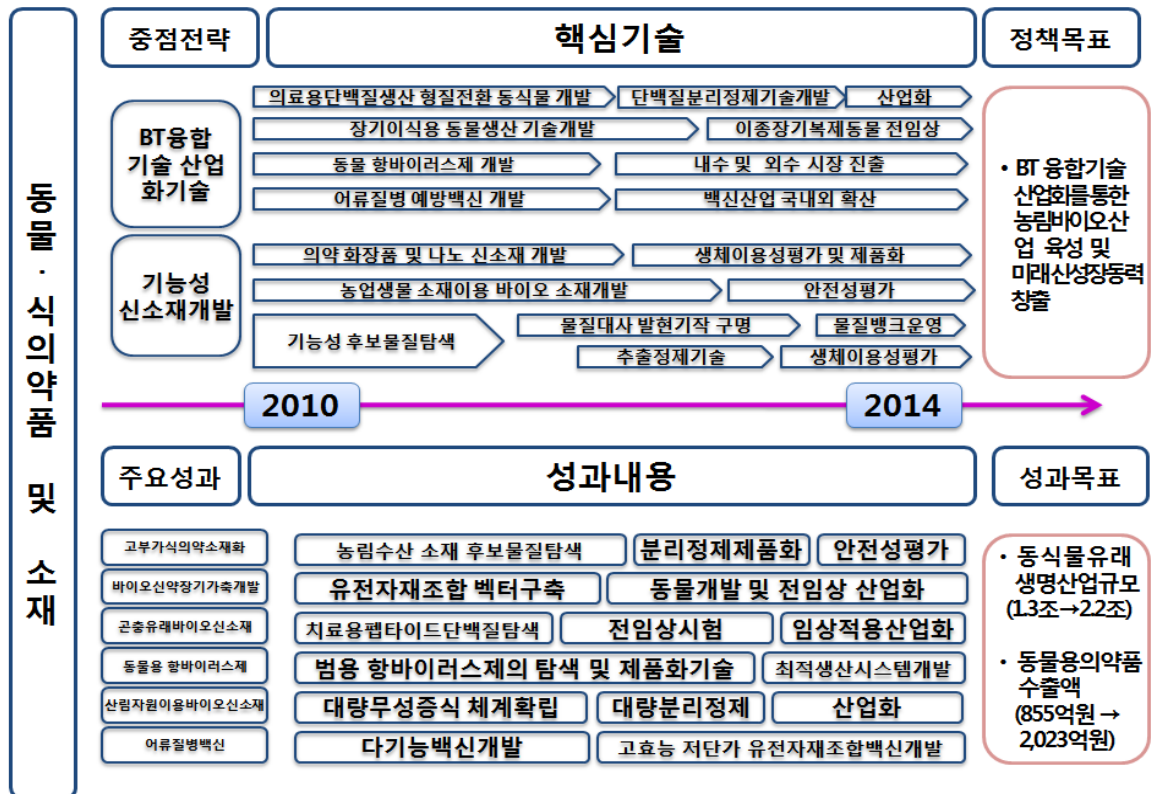 동물·식의약품 및 소재
중점전략
핵심기술
정책목표
BT융합
기술 산업
화기술
의료용단백질생산 형질전환 동식물 개발
단백질분리정제기술개발
산업화
장기이식용 동물생산 기술개발
이종장기복제동물 전임상
동물 항바이러스제 개발
내수 및 외수 시장 진출
어류질병 예방백신 개발
백신산업 국내외 확산
기능성
신소재개발
의약 화장품 및 나노 신소재 개발
생체이용성평가 및 제품화
농업생물 소재이용 바이오 소재개발
안전성평가
기능성 후보물질탐색
물질대사 발현기작 구명
물질뱅크운영
추출정제기술
생체이용성평가
• BT 융합기술
산업화를통한
농림바이오산
업 육성 및
미래신성장동력
창출
2010
2014
주요성과
성과내용
성과목표
고부가식의약소재화
농림수산 소재 후보물질탐색
분리정제제품화
안전성평가
바이오신약장기가축개발
유전자재조합 벡터구축
동물개발 및 전임상 산업화
곤충유래바이오신소재
치료용펩타이드단백질탐색
전임상시험
임상적용산업화
동물용 항바이러스제
범용 항바이러스제의 탐색 및 제품화기술
최적생산시스템개발
산림자원이용바이오신소재
대량무성증식 체계확립
대량분리정제
산업화
어류질병백신
다기능백신개발
고효능 저단가 유전자재조합백신개발
• 동식물유래
생명산업규모
(1.3조→2.2조)
• 동물용의약품
수출액
(855억원 →
2,023억원)